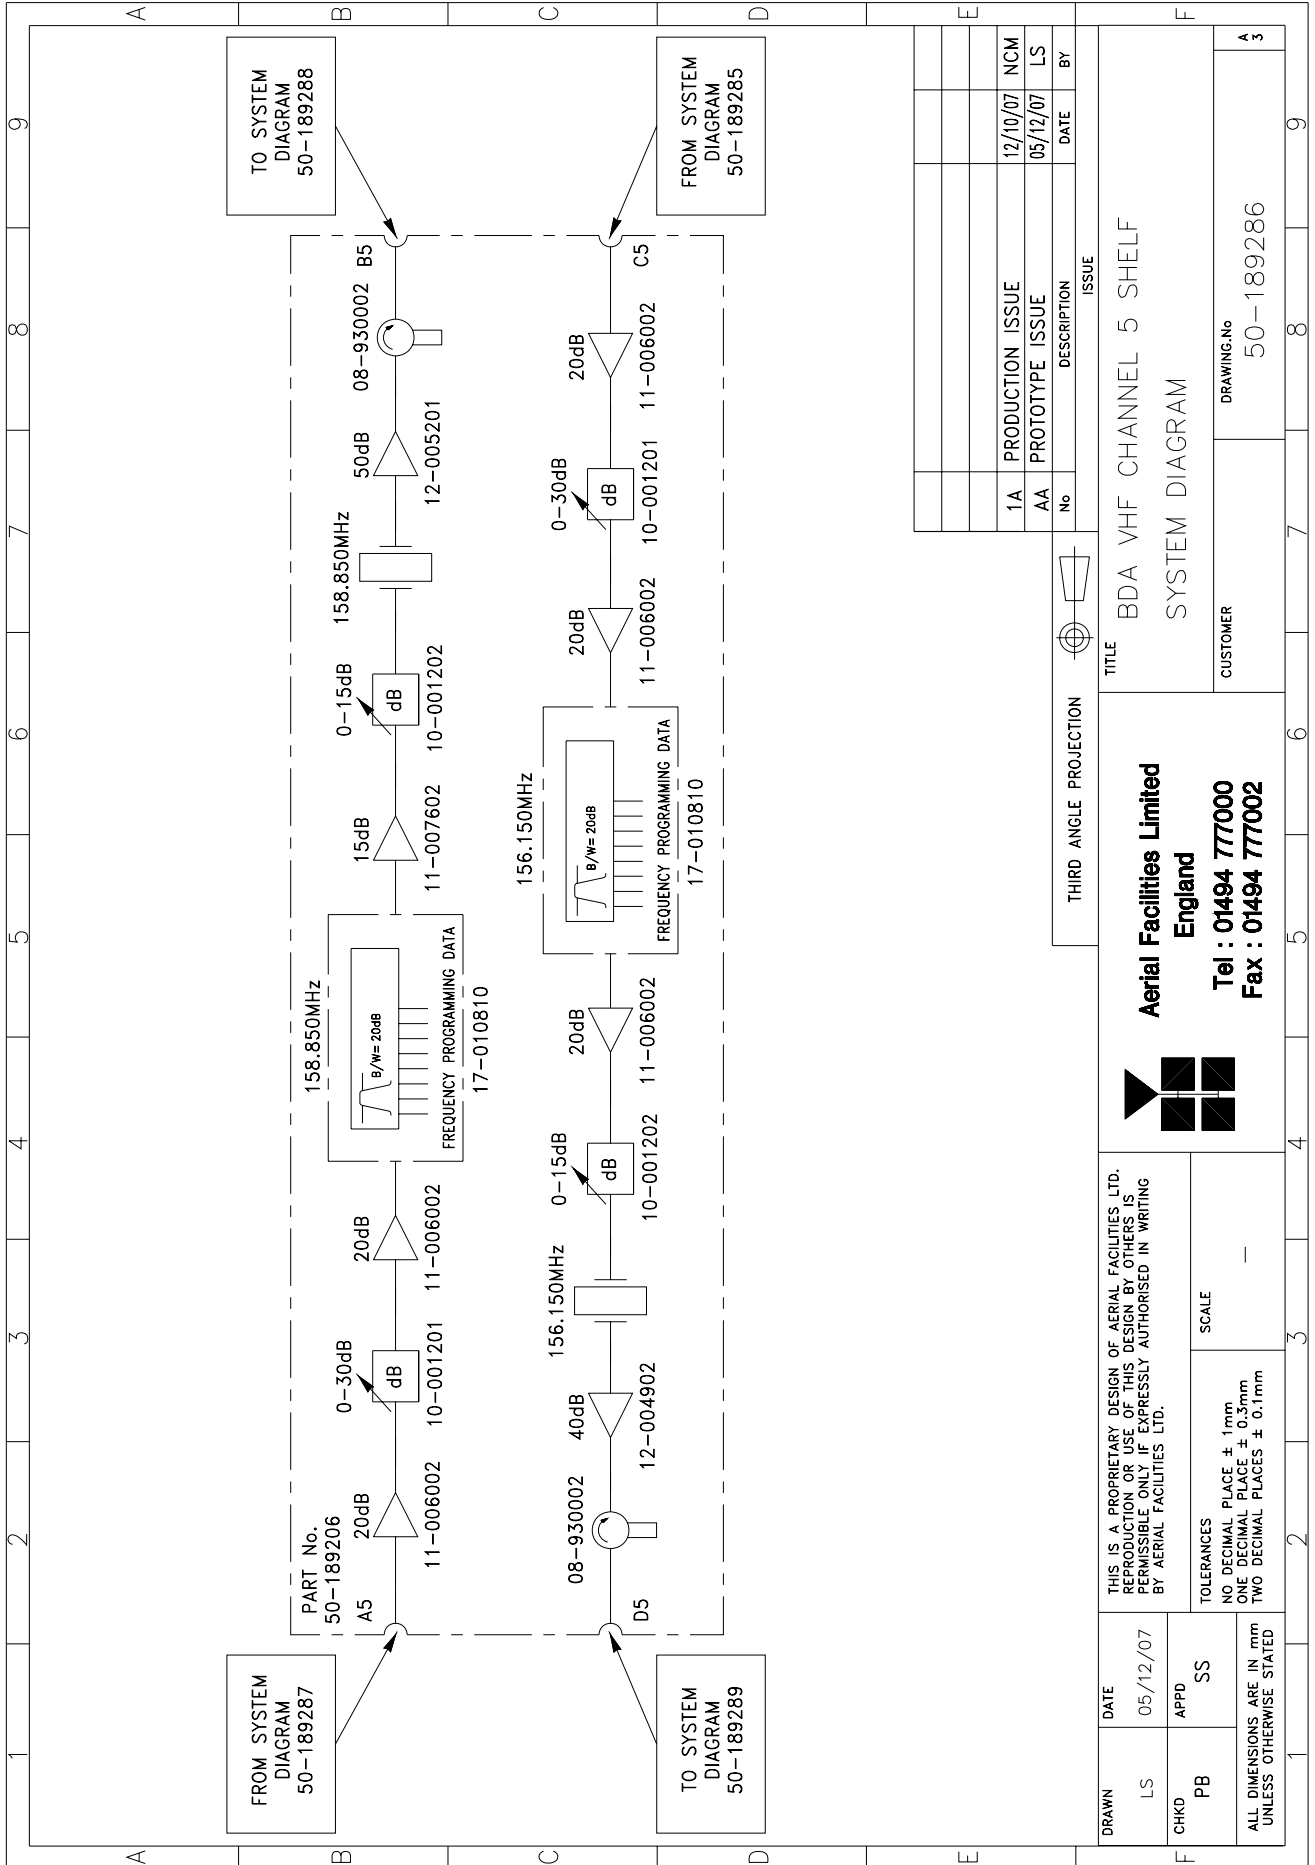 1 2 3 4 5 6 7 8 9
A
B
C
D
E
F
FROM SYSTEM
DIAGRAM
50-189287
TO SYSTEM
DIAGRAM
50-189288
PART No.
50-189206
A5
20dB
11-006002
0-30dB
dB
10-001201
20dB
11-006002
158.850MHz
B/W= 20dB
FREQUENCY PROGRAMMING DATA
17-010810
15dB
11-007602
0-15dB
dB
10-001202
158.850MHz
50dB
12-005201
08-930002
B5
TO SYSTEM
DIAGRAM
50-189289
FROM SYSTEM
DIAGRAM
50-189285
D5
08-930002
40dB
12-004902
156.150MHz
0-15dB
dB
10-001202
20dB
11-006002
156.150MHz
B/W= 20dB
FREQUENCY PROGRAMMING DATA
17-010810
20dB
11-006002
0-30dB
dB
10-001201
20dB
11-006002
C5
1A PRODUCTION ISSUE 12/10/07 NCM
AA PROTOTYPE ISSUE 05/12/07 LS
No DESCRIPTION DATE BY
ISSUE
THIRD ANGLE PROJECTION
DRAWN
LS
DATE
05/12/07
CHKD
PB
APPD
SS
ALL DIMENSIONS ARE IN mm
UNLESS OTHERWISE STATED
THIS IS A PROPRIETARY DESIGN OF AERIAL FACILITIES LTD.
REPRODUCTION OR USE OF THIS DESIGN BY OTHERS IS
PERMISSIBLE ONLY IF EXPRESSLY AUTHORISED IN WRITING
BY AERIAL FACILITIES LTD.
TOLERANCES
NO DECIMAL PLACE ± 1mm
ONE DECIMAL PLACE ± 0.3mm
TWO DECIMAL PLACES ± 0.1mm
SCALE
—
Aerial Facilities Limited
England
Tel : 01494 777000
Fax : 01494 777002
TITLE
BDA VHF CHANNEL 5 SHELF
SYSTEM DIAGRAM
CUSTOMER
DRAWING.No
50-189286
A
3
A
B
C
D
E
F
1 2 3 4 5 6 7 8 9